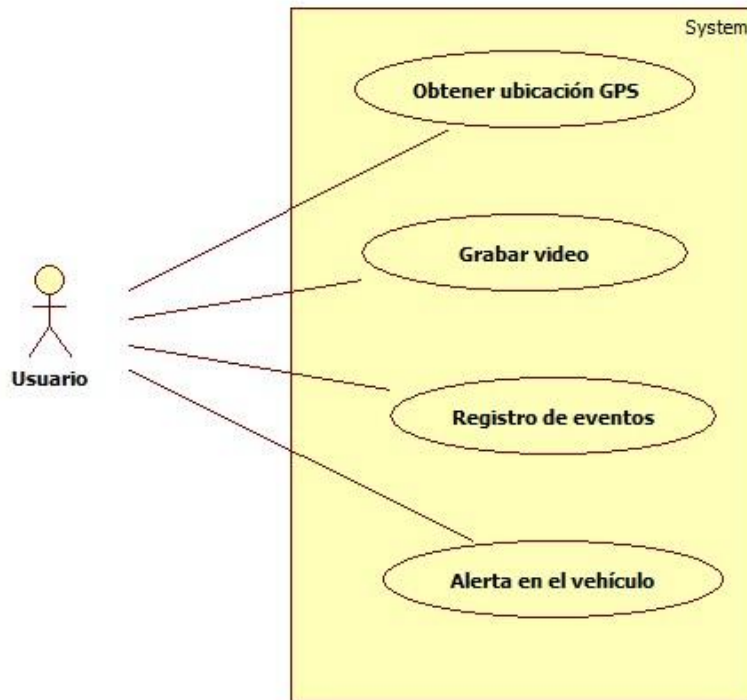 System
Obtener ubicación GPS
Grabar video
Usuario
Registro de eventos
Alerta en el vehículo